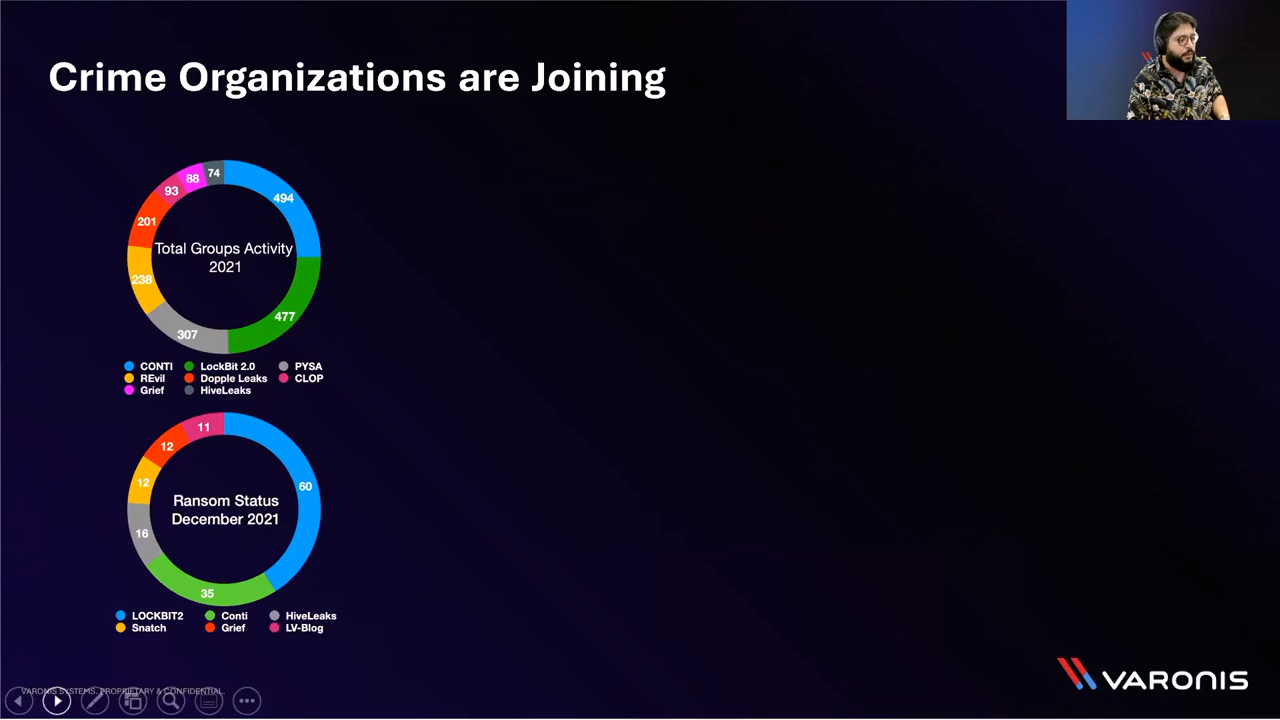 Crime Organizations are Joining
74
88
93
494
201
Total Groups Activity
2021
238
477
307
CONTI LockBit 2.0 PYSA
REvil Dopple Leaks CLOP
Grief HiveLeaks
11
12
12
60
Ransom Status
December 2021
16
35
LOCKBIT2 Conti HiveLeaks
Snatch Grief LV-Blog
VARONIS SYSTEMS. PROPRIETARY & CONFIDENTIAL.
VARONIS